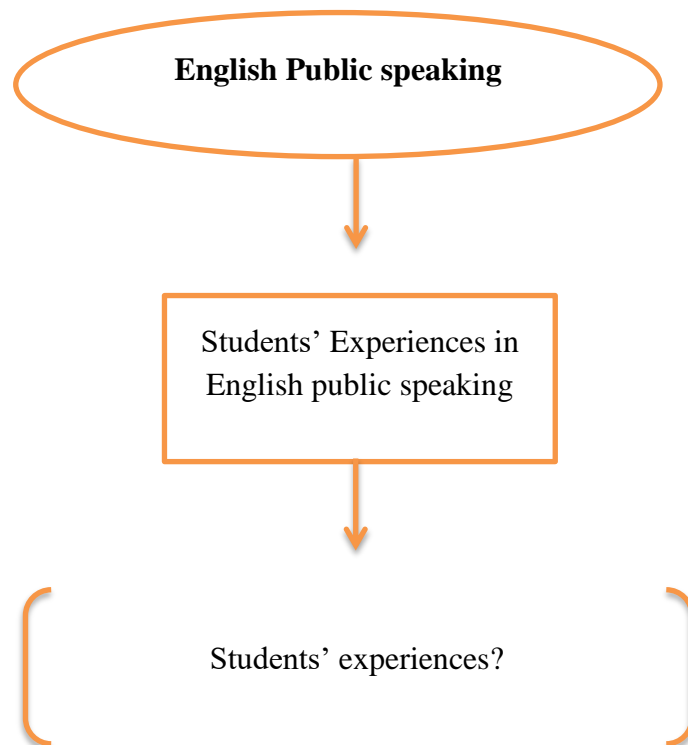 English Public speaking
Students’ Experiences in
English public speaking
Students’ experiences?